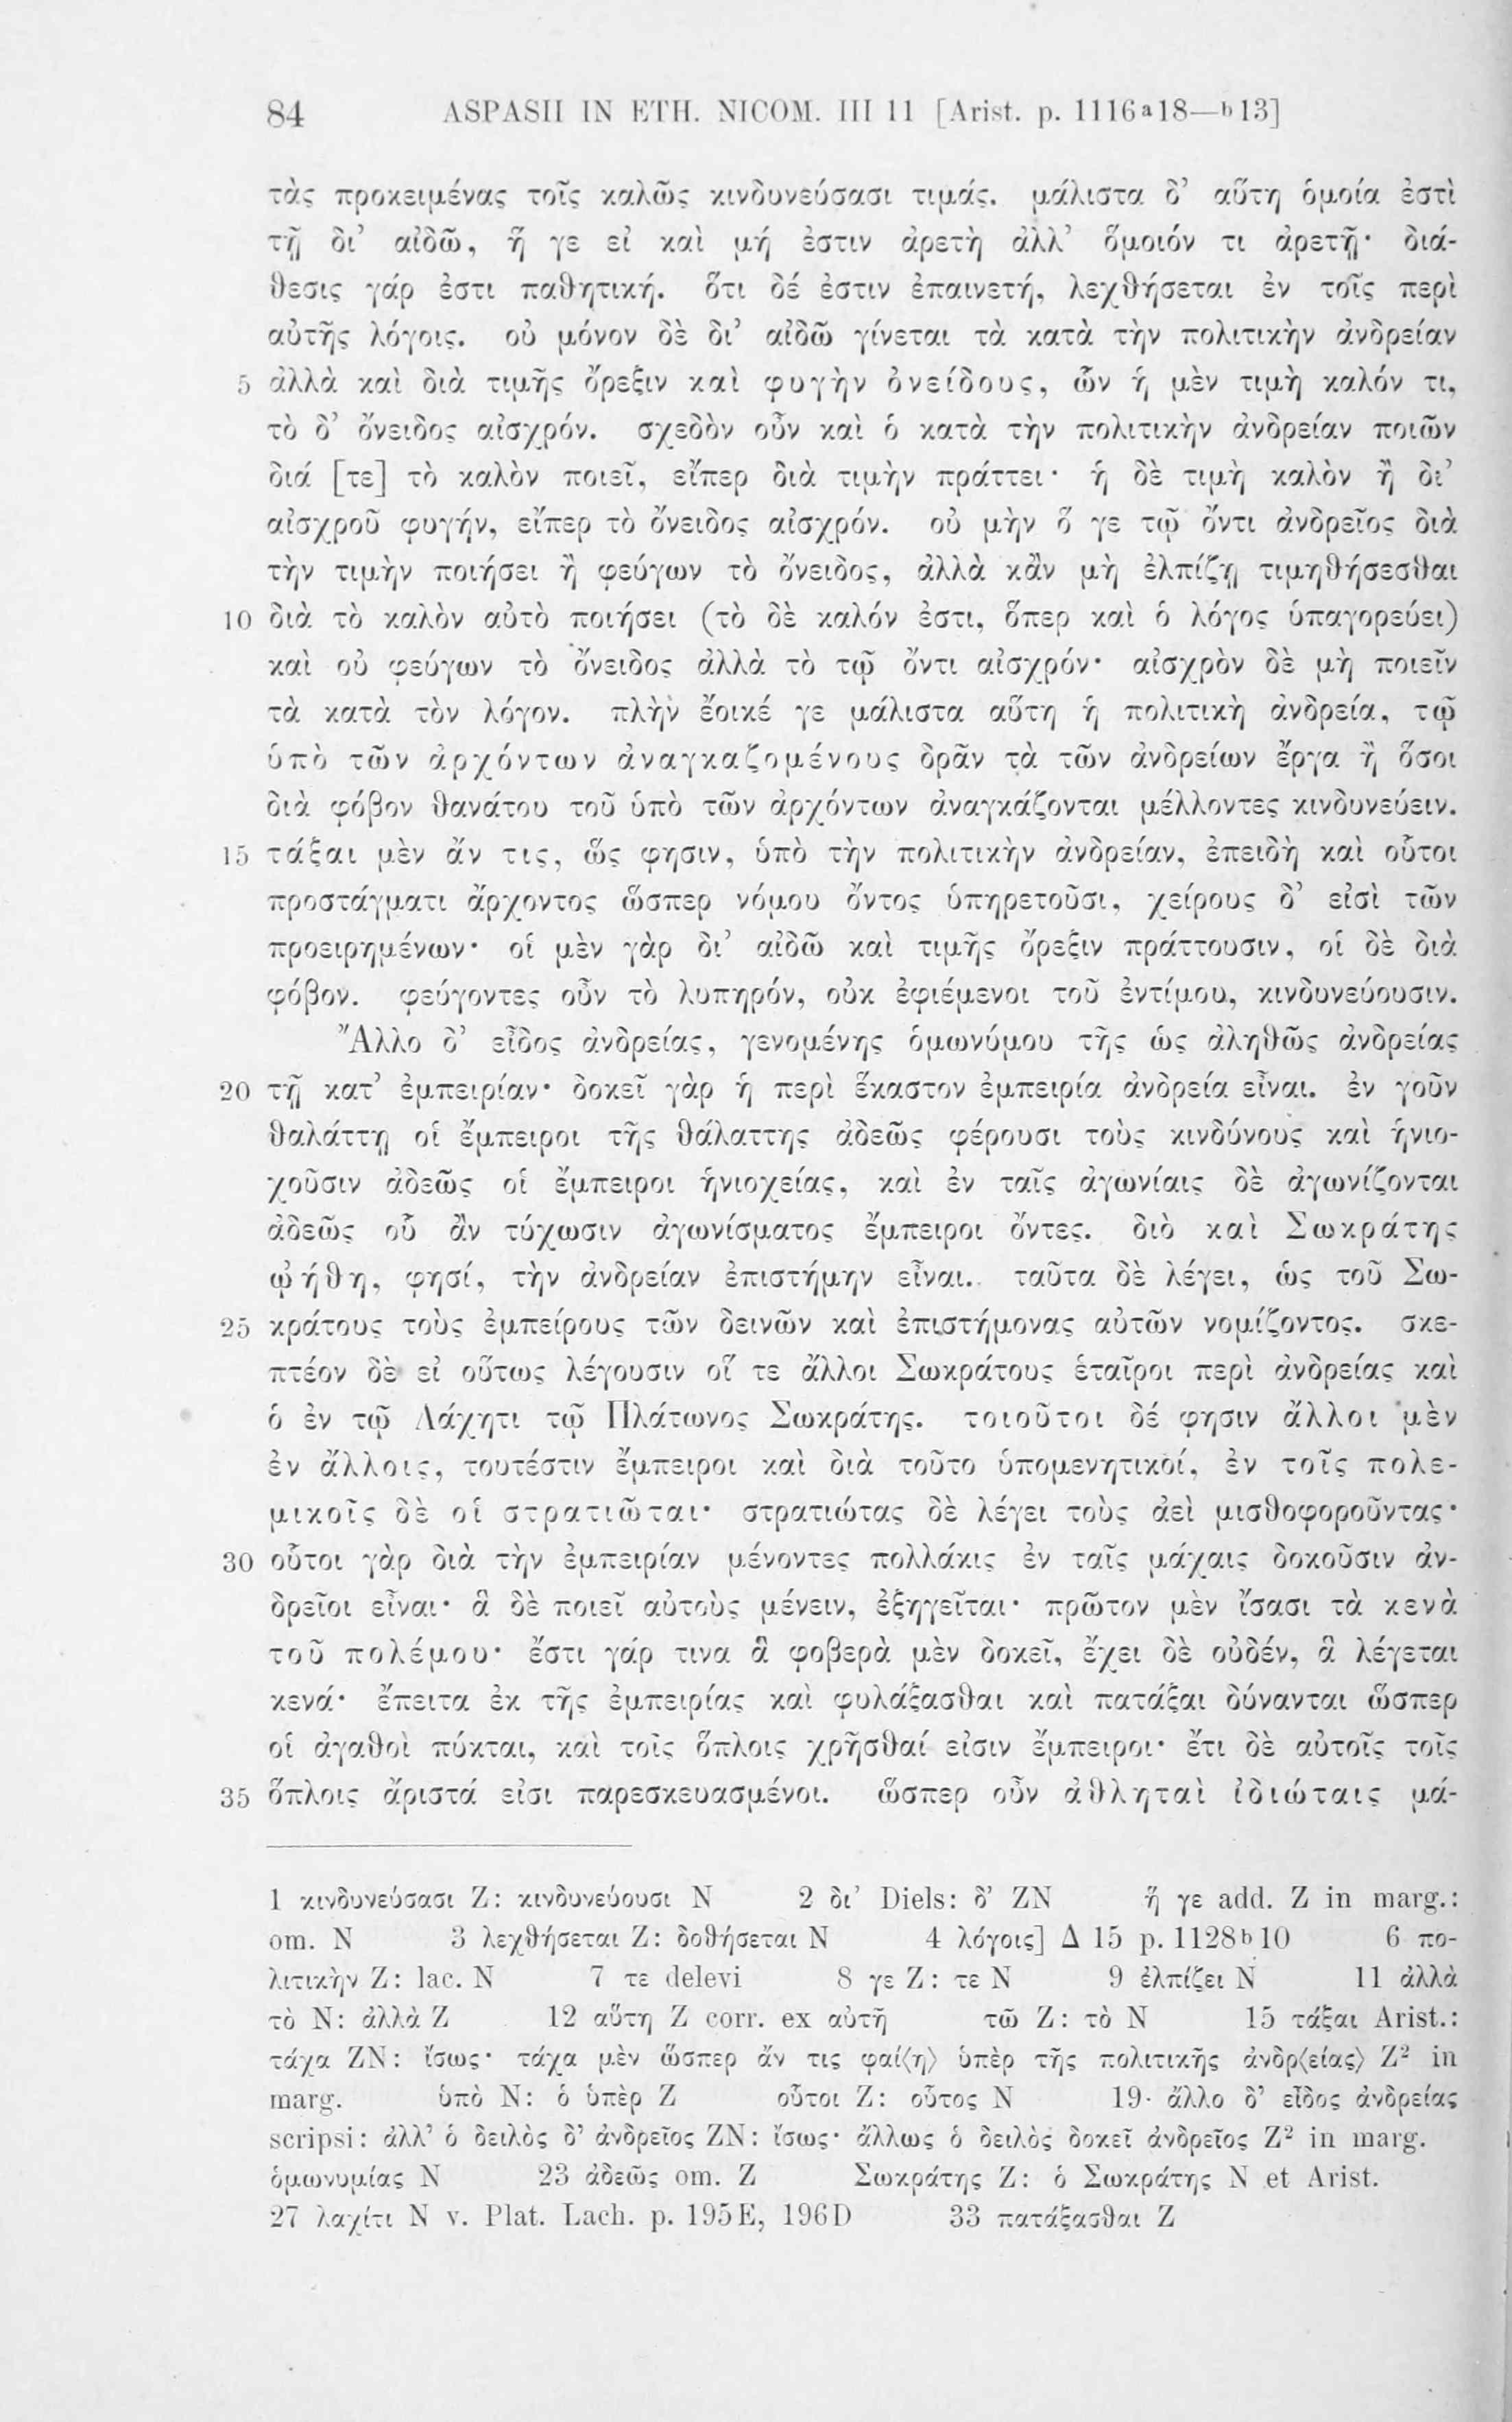 84 ASPASII IN ETH. NICOM. III 11 [Arist. p. 1116ᵃ18—ᵇ13]
τὰς προκειμένας τοῖς καλῶς κινδυνεύσασι τιμάς. μάλιστα δ’ αὕτη ὁμοία ἐστὶ
τῇ δι’ αἰδῶ, ἥ γε εἰ καὶ μή ἐστιν ἀρετὴ ἀλλ’ ὅμοιόν τι ἀρετῇ· διά-
θεσις γάρ ἐστι παθητική. ὅτι δέ ἐστιν ἐπαινετή, λεχθήσεται ἐν τοῖς περὶ
αὐτῆς λόγοις. οὐ μόνον δὲ δι’ αἰδῶ γίνεται τὰ κατὰ τὴν πολιτικὴν ἀνδρείαν
5 ἀλλὰ καὶ διὰ τιμῆς ὄρεξιν καὶ φυγὴν ὀνείδους, ὧν ἡ μὲν τιμὴ καλόν τι,
τὸ δ’ ὄνειδος αἰσχρόν. σχεδὸν οὖν καὶ ὁ κατὰ τὴν πολιτικὴν ἀνδρείαν ποιῶν
διά [τε] τὸ καλὸν ποιεῖ, εἴπερ διὰ τιμὴν πράττει· ἡ δὲ τιμὴ καλὸν ἢ δι’
αἰσχροῦ φυγήν, εἴπερ τὸ ὄνειδος αἰσχρόν. οὐ μὴν ὅ γε τῷ ὄντι ἀνδρεῖος διὰ
τὴν τιμὴν ποιήσει ἢ φεύγων τὸ ὄνειδος, ἀλλὰ κἂν μὴ ἐλπίζῃ τιμηθήσεσθαι
10 διὰ τὸ καλὸν αὐτὸ ποιήσει (τὸ δὲ καλόν ἐστι, ὅπερ καὶ ὁ λόγος ὑπαγορεύει)
καὶ οὐ φεύγων τὸ ὄνειδος ἀλλὰ τὸ τῷ ὄντι αἰσχρόν· αἰσχρὸν δὲ μὴ ποιεῖν
τὰ κατὰ τὸν λόγον. πλὴν ἔοικέ γε μάλιστα αὕτη ἡ πολιτικὴ ἀνδρεία, τῷ
ὑπὸ τῶν ἀρχόντων ἀναγκαζομένους δρᾶν τὰ τῶν ἀνδρείων ἔργα ἢ ὅσοι
διὰ φόβον θανάτου τοῦ ὑπὸ τῶν ἀρχόντων ἀναγκάζονται μέλλοντες κινδυνεύειν.
15 τάξαι μὲν ἄν τις, ὥς φησιν, ὑπὸ τὴν πολιτικὴν ἀνδρείαν, ἐπειδὴ καὶ οὗτοι
προστάγματι ἄρχοντος ὥσπερ νόμου ὄντος ὑπηρετοῦσι, χείρους δ’ εἰσὶ τῶν
προειρημένων· οἱ μὲν γὰρ δι’ αἰδῶ καὶ τιμῆς ὄρεξιν πράττουσιν, οἱ δὲ διὰ
φόβον. φεύγοντες οὖν τὸ λυπηρόν, οὐκ ἐφιέμενοι τοῦ ἐντίμου, κινδυνεύουσιν.
Ἄλλο δ’ εἶδος ἀνδρείας, γενομένης ὁμωνύμου τῆς ὡς ἀληθῶς ἀνδρείας
20 τῇ κατ’ ἐμπειρίαν· δοκεῖ γὰρ ἡ περὶ ἕκαστον ἐμπειρία ἀνδρεία εἶναι. ἐν γοῦν
θαλάττῃ οἱ ἔμπειροι τῆς θάλαττης ἀδεῶς φέρουσι τοὺς κινδύνους καὶ ἡνιο-
χοῦσιν ἀδεῶς οἱ ἔμπειροι ἡνιοχείας, καὶ ἐν ταῖς ἀγωνίαις δὲ ἀγωνίζονται
ἀδεῶς οὗ ἂν τύχωσιν ἀγωνίσματος ἔμπειροι ὄντες. διὸ καὶ Σωκράτης
ᾠήθη, φησί, τὴν ἀνδρείαν ἐπιστήμην εἶναι. ταῦτα δὲ λέγει, ὡς τοῦ Σω-
25 κράτους τοὺς ἐμπείρους τῶν δεινῶν καὶ ἐπιστήμονας αὐτῶν νομίζοντος. σκε-
πτέον δὲ εἰ οὕτως λέγουσιν οἵ τε ἄλλοι Σωκράτους ἑταῖροι περὶ ἀνδρείας καὶ
ὁ ἐν τῷ Λάχητι τῷ Πλάτωνος Σωκράτης. τοιοῦτοι δέ φησιν ἄλλοι μὲν
ἐν ἄλλοις, τουτέστιν ἔμπειροι καὶ διὰ τοῦτο ὑπομενητικοί, ἐν τοῖς πολε-
μικοῖς δὲ οἱ στρατιῶται· στρατιώτας δὲ λέγει τοὺς ἀεὶ μισθοφοροῦντας·
30 οὗτοι γὰρ διὰ τὴν ἐμπειρίαν μένοντες πολλάκις ἐν ταῖς μάχαις δοκοῦσιν ἀν-
δρεῖοι εἶναι· ἃ δὲ ποιεῖ αὐτοὺς μένειν, ἐξηγεῖται· πρῶτον μὲν ἴσασι τὰ κενὰ
τοῦ πολέμου· ἔστι γάρ τινα ἃ φοβερὰ μὲν δοκεῖ, ἔχει δὲ οὐδέν, ἃ λέγεται
κενά· ἔπειτα ἐκ τῆς ἐμπειρίας καὶ φυλάξασθαι καὶ πατάξαι δύνανται ὥσπερ
οἱ ἀγαθοὶ πύκται, καὶ τοῖς ὅπλοις χρῆσθαί εἰσιν ἔμπειροι· ἔτι δὲ αὐτοῖς τοῖς
35 ὅπλοις ἄριστά εἰσι παρεσκευασμένοι. ὥσπερ οὖν ἀθληταὶ ἰδιώταις μά-
1 κινδυνεύσασι Z: κινδυνεύουσι N 2 δι’ Diels: δ’ ZN ἥ γε add. Z in marg.:
om. N 3 λεχθήσεται Z: δοθήσεται N 4 λόγοις] Δ 15 p. 1128ᵇ10 6 πο-
λιτικὴν Z: lac. N 7 τε delevi 8 γε Z: τε N 9 ἐλπίζει N 11 ἀλλὰ
τὸ N: ἀλλὰ Z 12 αὕτη Z corr. ex αὐτῆ τῶ Z: τὸ N 15 τάξαι Arist.:
τάχα ZN: ἴσως· τάχα μὲν ὥσπερ ἄν τις φαί⟨η⟩ ὑπὲρ τῆς πολιτικῆς ἀνδρ⟨είας⟩ Z² in
marg. ὑπὸ N: ὁ ὑπὲρ Z οὗτοι Z: οὗτος N 19 ἄλλο δ’ εἶδος ἀνδρείας
scripsi: ἀλλ’ ὁ δειλὸς δ’ ἀνδρεῖος ZN: ἴσως· ἄλλως ὁ δειλὸς δοκεῖ ἀνδρεῖος Z² in marg.
ὁμωνυμίας N 23 ἀδεῶς om. Z Σωκράτης Z: ὁ Σωκράτης N et Arist.
27 λαχίτι N v. Plat. Lach. p. 195E, 196D 33 πατάξασθαι Z